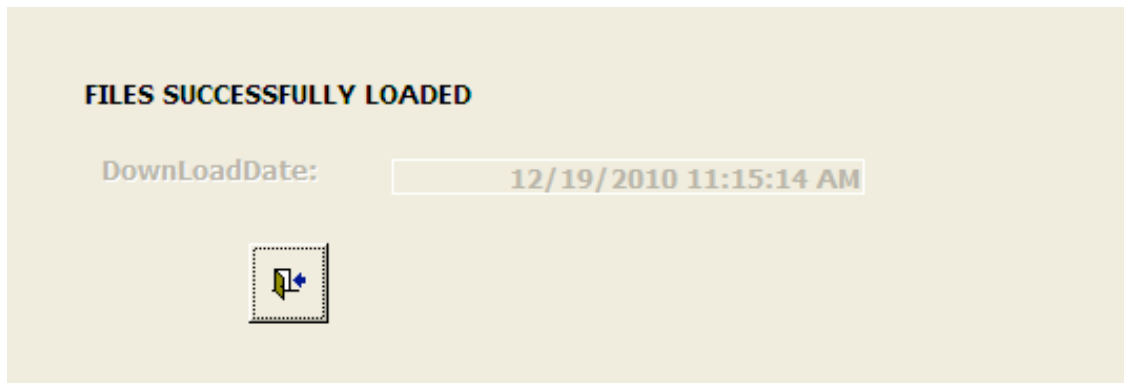 FILES SUCCESSFULLY LOADED
DownLoadDate: 12/19/2010 11:15:14 AM